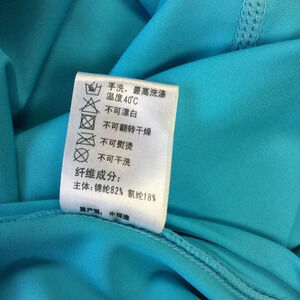 手洗，最高洗涤
温度40℃
不可漂白
不可翻转干燥
不可熨烫
不可干洗
纤维成分：
主体：锦纶82% 氨纶18%